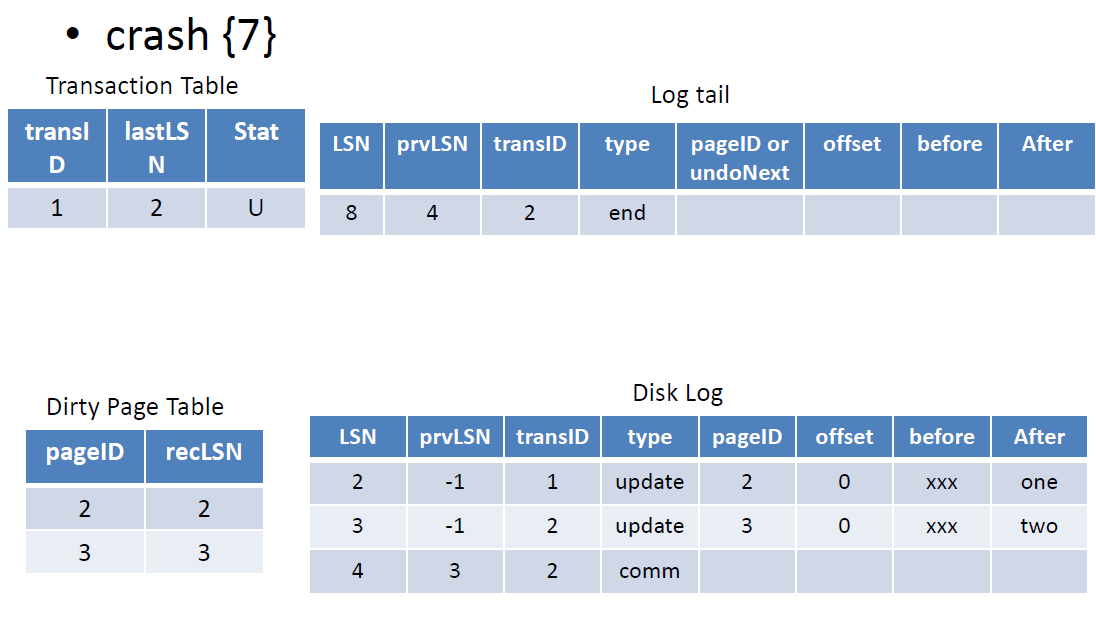 • crash {7}
Transaction Table
transI
D
lastLS
N
Stat
1 2 U
Log tail
LSN prvLSN transID type pageID or
undoNext offset before After
8 4 2 end
Dirty Page Table
pageID recLSN
2 2
3 3
Disk Log
LSN prvLSN transID type pageID offset before After
2 -1 1 update 2 0 xxx one
3 -1 2 update 3 0 xxx two
4 3 2 comm